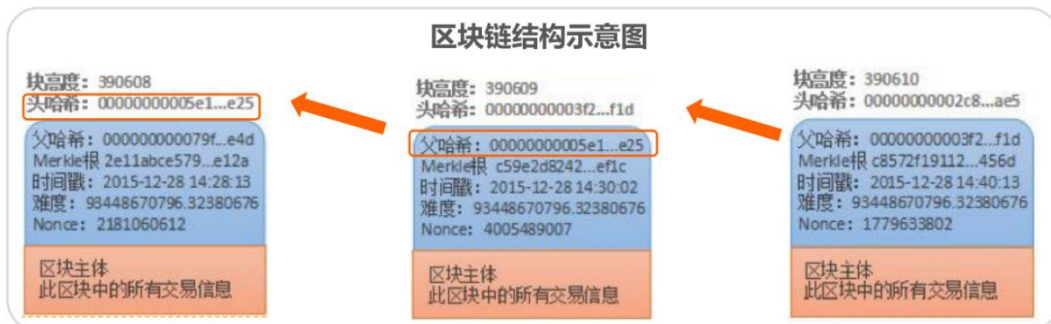 区块链结构示意图
块高度：390608
头哈希：00000000005e1...e25
父哈希：000000000079f...e4d
Merkle根 2e11abce579...e12a
时间戳：2015-12-28 14:28:13
难度：93448670796.32380676
Nonce：2181060612
区块主体
此区块中的所有交易信息
块高度：390609
头哈希：00000000003f2...f1d
父哈希：00000000005e1...e25
Merkle根 c59e2d8242...ef1c
时间戳：2015-12-28 14:30:02
难度：93448670796.32380676
Nonce：4005489007
区块主体
此区块中的所有交易信息
块高度：390610
头哈希：00000000002c8...ae5
父哈希：00000000003f2...f1d
Merkle根 c8572f19112...456d
时间戳：2015-12-28 14:40:13
难度：93448670796.32380676
Nonce：1779633802
区块主体
此区块中的所有交易信息